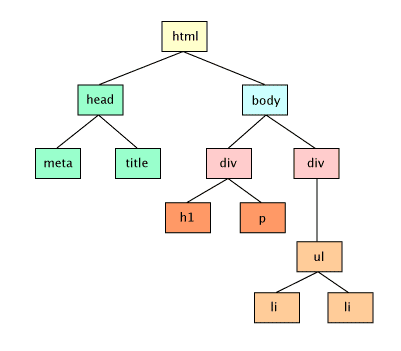 html
head
body
meta
title
div
div
h1
p
ul
li
li